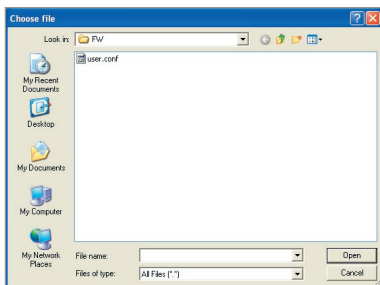 Choose file
Look in: FW
user.conf
My Recent
Documents
Desktop
My Documents
My Computer
My Network
Places
File name:
Open
Files of type: All Files (*.*)
Cancel